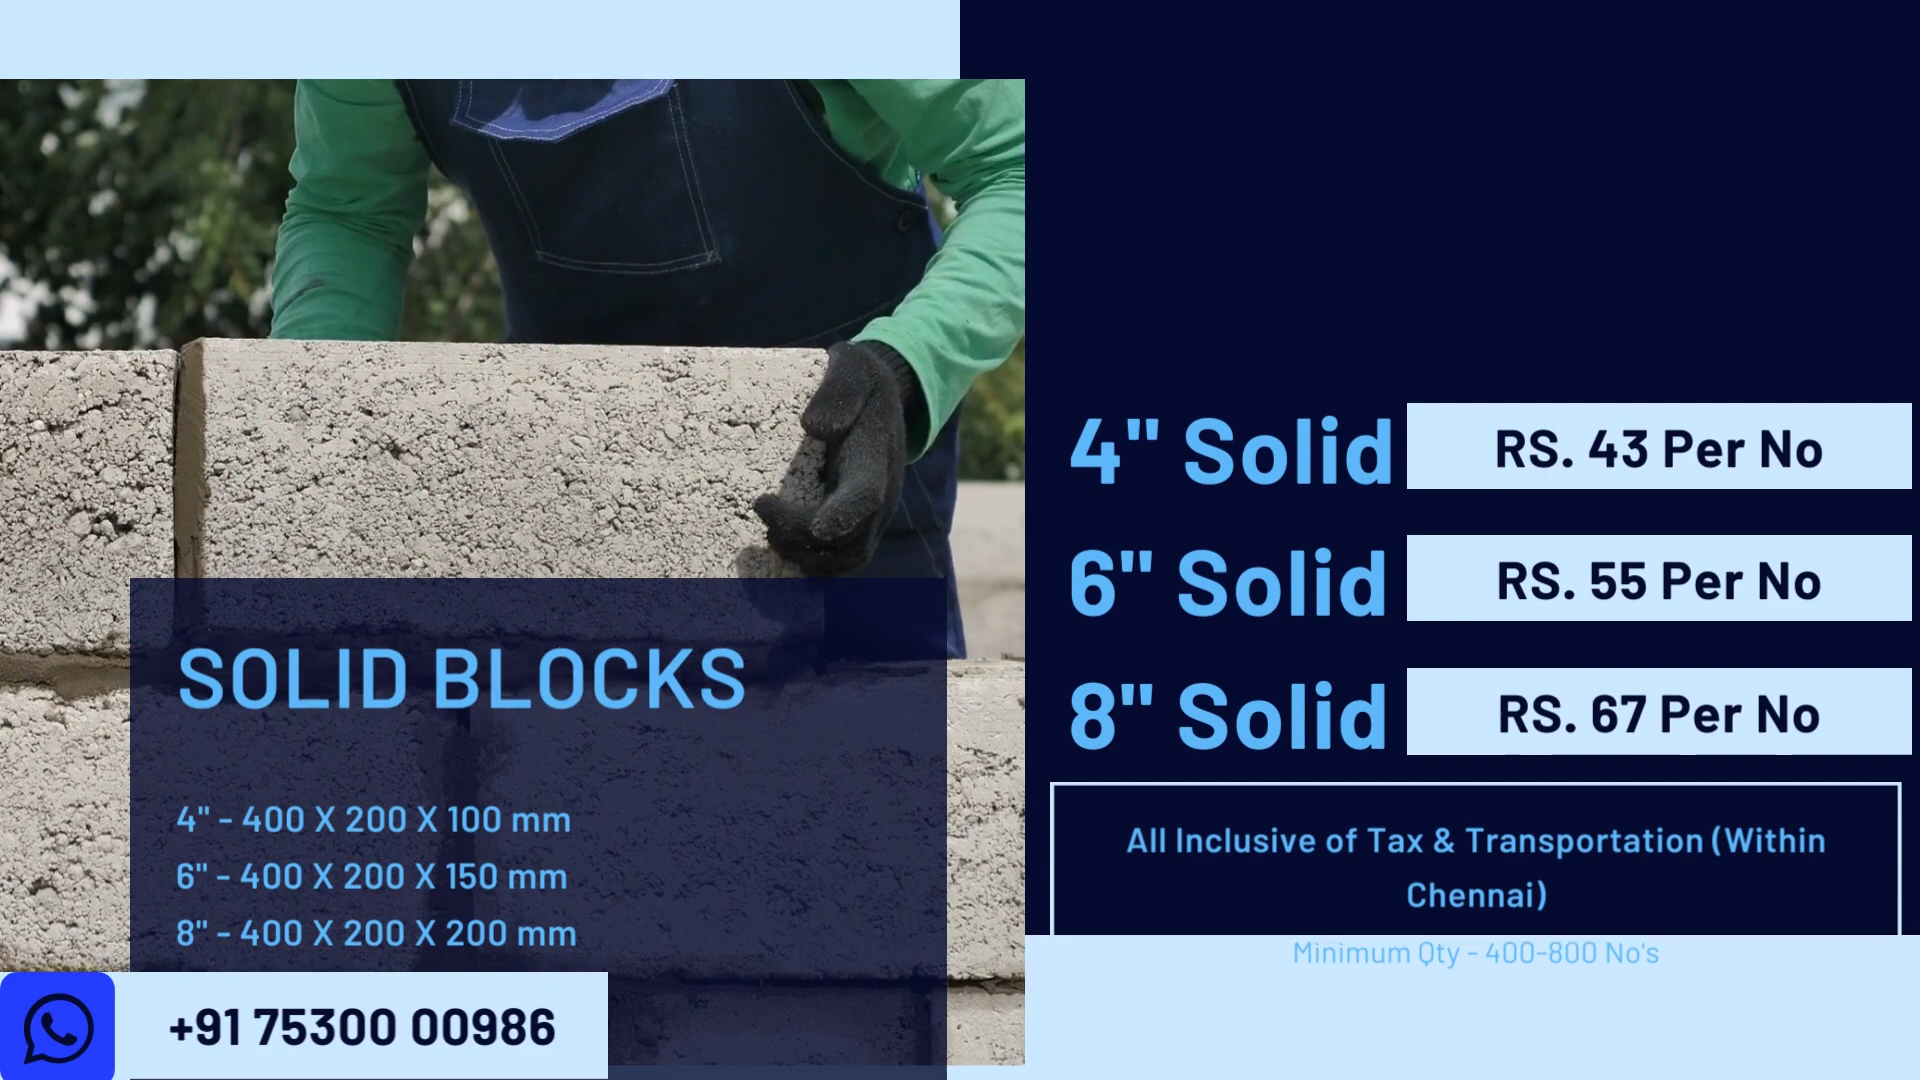 SOLID BLOCKS
4" - 400 X 200 X 100 mm
6" - 400 X 200 X 150 mm
8" - 400 X 200 X 200 mm
+91 75300 00986
4" Solid RS. 43 Per No
6" Solid RS. 55 Per No
8" Solid RS. 67 Per No
All Inclusive of Tax & Transportation (Within
Chennai)
Minimum Qty - 400-800 No's